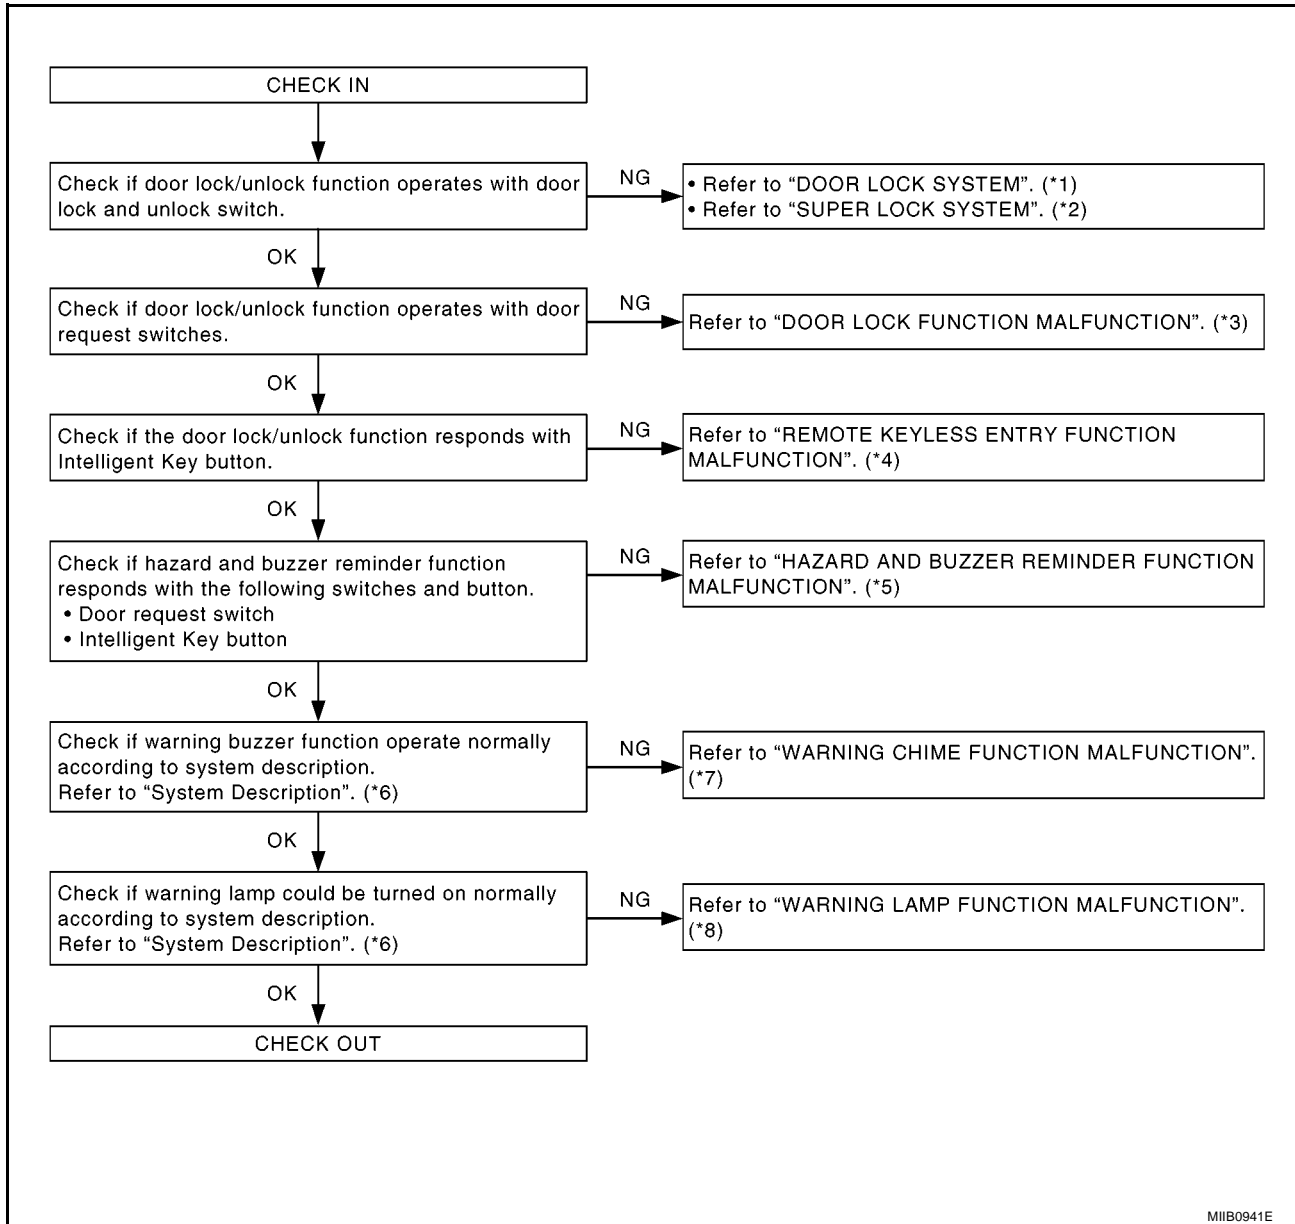 CHECK IN
Check if door lock/unlock function operates with door
lock and unlock switch.
NG
• Refer to “DOOR LOCK SYSTEM”. (*1)
• Refer to “SUPER LOCK SYSTEM”. (*2)
OK
Check if door lock/unlock function operates with door
request switches.
NG
Refer to “DOOR LOCK FUNCTION MALFUNCTION”. (*3)
OK
Check if the door lock/unlock function responds with
Intelligent Key button.
NG
Refer to “REMOTE KEYLESS ENTRY FUNCTION
MALFUNCTION”. (*4)
OK
Check if hazard and buzzer reminder function
responds with the following switches and button.
• Door request switch
• Intelligent Key button
NG
Refer to “HAZARD AND BUZZER REMINDER FUNCTION
MALFUNCTION”. (*5)
OK
Check if warning buzzer function operate normally
according to system description.
Refer to “System Description”. (*6)
NG
Refer to “WARNING CHIME FUNCTION MALFUNCTION”.
(*7)
OK
Check if warning lamp could be turned on normally
according to system description.
Refer to “System Description”. (*6)
NG
Refer to “WARNING LAMP FUNCTION MALFUNCTION”.
(*8)
OK
CHECK OUT
MIIB0941E